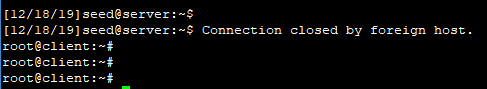 [12/18/19]seed@server:~$
[12/18/19]seed@server:~$ Connection closed by foreign host.
root@client:~#
root@client:~#
root@client:~#